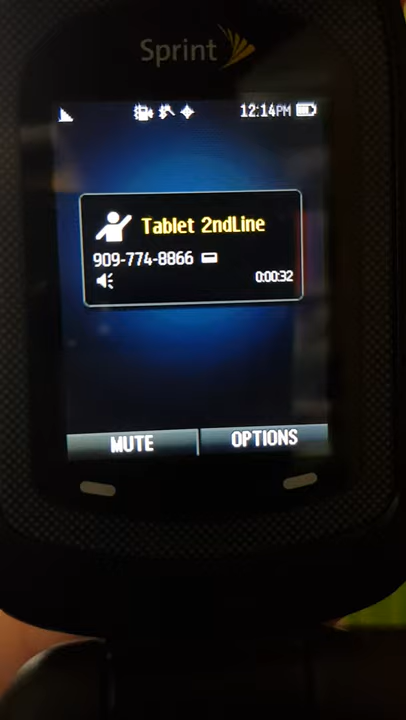 Sprint
12:14PM
Tablet 2ndLine
909-774-8866
0:00:32
MUTE
OPTIONS